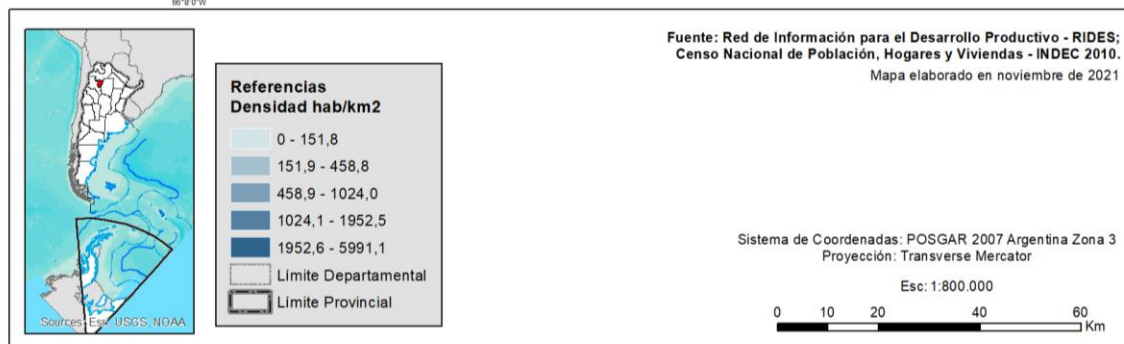 66°8'0"W
Fuente: Red de Información para el Desarrollo Productivo - RIDES;
Censo Nacional de Población, Hogares y Viviendas - INDEC 2010.
Mapa elaborado en noviembre de 2021
Referencias
Densidad hab/km2
0 - 151,8
151,9 - 458,8
458,9 - 1024,0
1024,1 - 1952,5
1952,6 - 5991,1
Límite Departamental
Límite Provincial
Sources: Esri, USGS, NOAA
Sistema de Coordenadas: POSGAR 2007 Argentina Zona 3
Proyección: Transverse Mercator
Esc: 1:800.000
0 10 20 40 60
Km